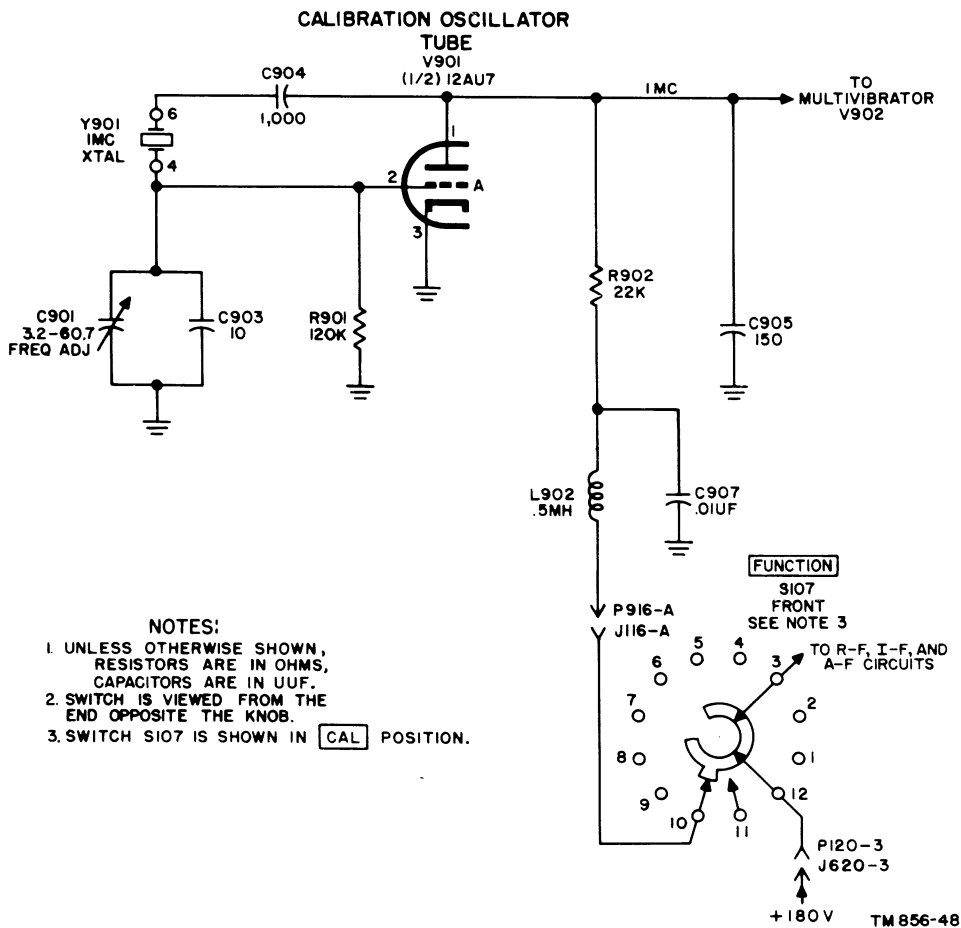 CALIBRATION OSCILLATOR
TUBE
V901
(1/2) 12AU7
C904
1,000
1MC
TO
MULTIVIBRATOR
V902
Y901
1MC
XTAL
6
4
1
2
A
3
C901
3.2-60.7
FREQ ADJ
C903
10
R901
120K
R902
22K
C905
150
L902
.5MH
C907
.01UF
FUNCTION
S107
FRONT
SEE NOTE 3
P916-A
J116-A
TO R-F, I-F, AND
A-F CIRCUITS
5
4
6
3
7
2
8
1
9
12
10
11
P120-3
J620-3
+180V
NOTES:
1. UNLESS OTHERWISE SHOWN,
RESISTORS ARE IN OHMS,
CAPACITORS ARE IN UUF.
2. SWITCH IS VIEWED FROM THE
END OPPOSITE THE KNOB.
3. SWITCH S107 IS SHOWN IN CAL POSITION.
TM 856-48